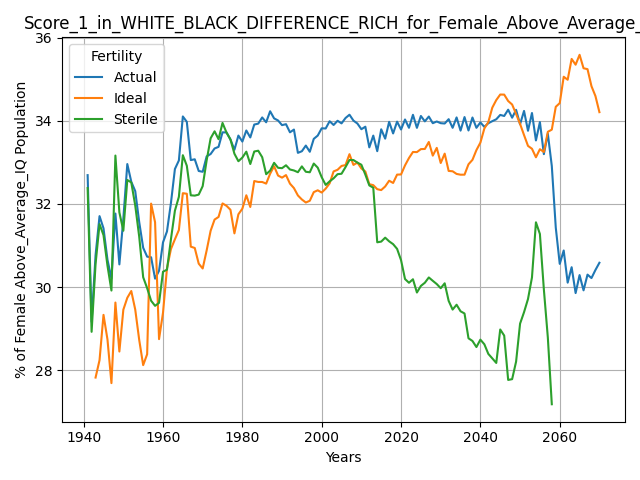 Score_1_in_WHITE_BLACK_DIFFERENCE_RICH_for_Female_Above_Average_
Fertility
Actual
Ideal
Sterile
% of Female Above_Average_IQ Population
36
34
32
30
28
1940
1960
1980
2000
2020
2040
2060
Years